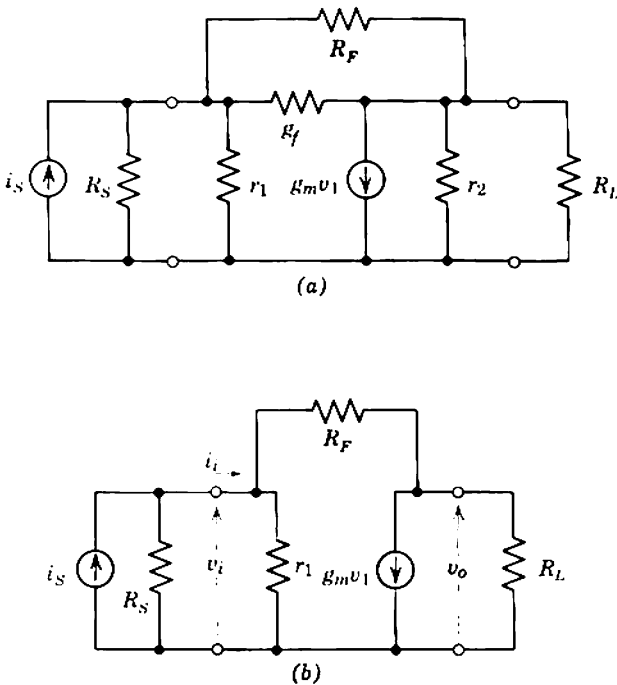 R_F
g_f
i_S R_S r_1 g_m v_1 r_2 R_L
(a)
R_F
i_i
i_S R_S v_i r_1 g_m v_1 v_o R_L
(b)